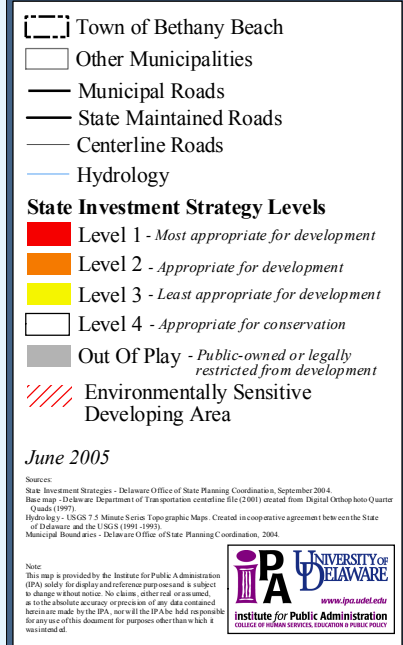 Town of Bethany Beach
Other Municipalities
Municipal Roads
State Maintained Roads
Centerline Roads
Hydrology
State Investment Strategy Levels
Level 1 - Most appropriate for development
Level 2 - Appropriate for development
Level 3 - Least appropriate for development
Level 4 - Appropriate for conservation
Out Of Play - Public-owned or legally
restricted from development
Environmentally Sensitive
Developing Area
June 2005
Sources:
State Investment Strategies - Delaware Office of State Planning Coordination, September 2004.
Base map - Delaware Department of Transportation centerline file (2001) created from Digital Orthophoto Quarter
Quads (1997).
Hydrology - USGS 7.5 Minute Series Topographic Maps. Created in cooperative agreement between the State
of Delaware and the USGS (1991-1993).
Municipal Boundries - Delaware Office of State Planning Coordination, 2004.
Note:
This map is provided by the Institute for Public Administration
(IPA) solely for display and reference purposes and is subject
to change without notice. No claims, either real or assumed,
as to the absolute accuracy or precision of any data contained
herein are made by the IPA, nor will the IPA be held responsible
for any use of this document for purposes other than which it
was intended.
IPA
UNIVERSITY OF
DELAWARE
www.ipa.udel.edu
institute for Public Administration
COLLEGE OF HUMAN SERVICES, EDUCATION & PUBLIC POLICY